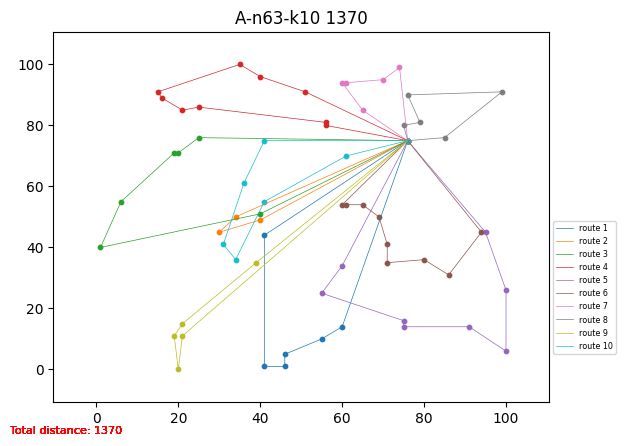 A-n63-k10 1370
100
80
60
40
20
0
0
20
40
60
80
100
route 1
route 2
route 3
route 4
route 5
route 6
route 7
route 8
route 9
route 10
Total distance: 1370